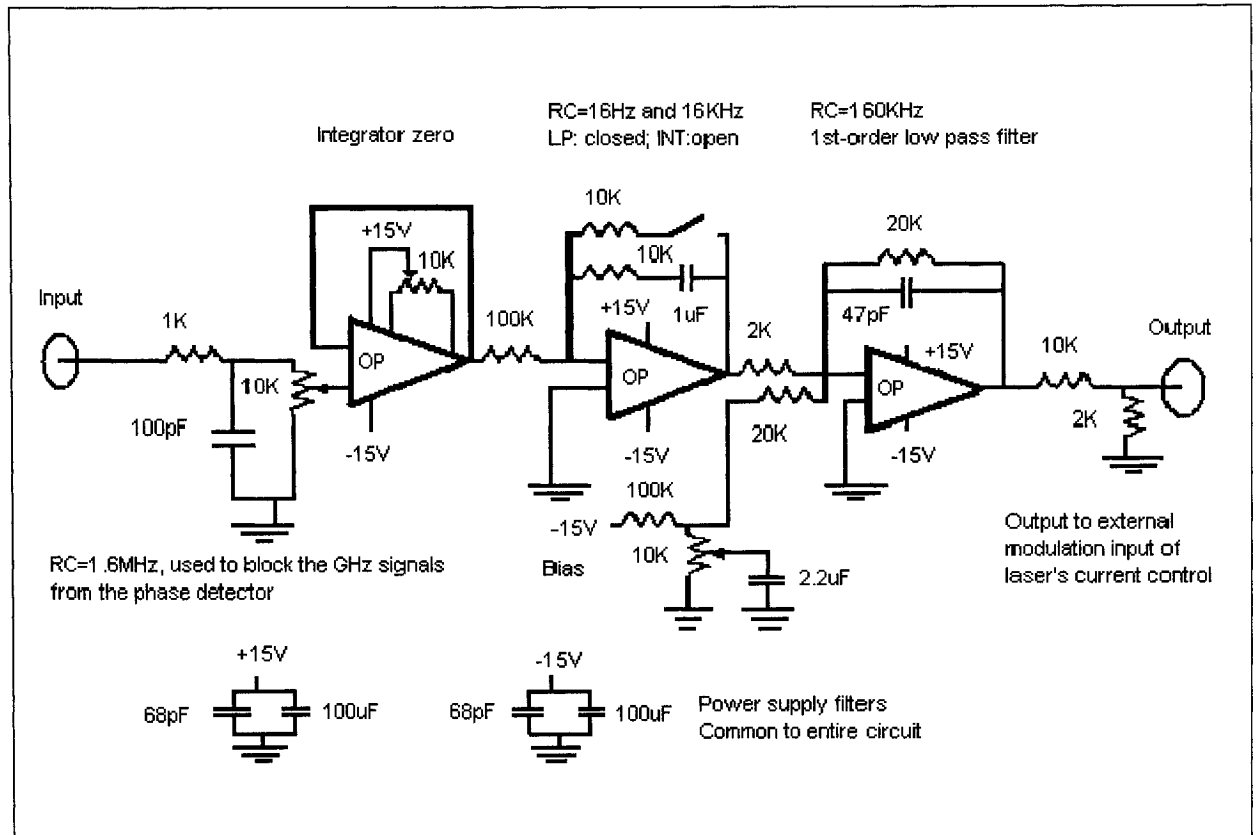 RC=16Hz and 16KHz
LP: closed; INT:open
RC=160KHz
1st-order low pass filter
Integrator zero
10K
20K
+15V
10K
10K
Input
1K
100K
+15V
1uF
2K
47pF
+15V
Output
10K
OP
OP
OP
10K
100pF
-15V
-15V
20K
-15V
2K
100K
-15V
Bias
10K
2.2uF
Output to external
modulation input of
laser's current control
RC=1.6MHz, used to block the GHz signals
from the phase detector
+15V
68pF
100uF
-15V
68pF
100uF
Power supply filters
Common to entire circuit